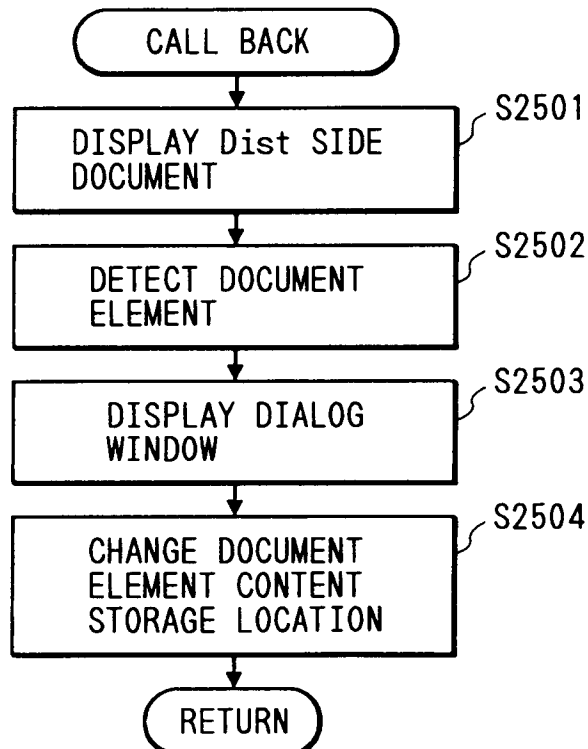 CALL BACK
S2501
DISPLAY Dist SIDE
DOCUMENT
S2502
DETECT DOCUMENT
ELEMENT
S2503
DISPLAY DIALOG
WINDOW
S2504
CHANGE DOCUMENT
ELEMENT CONTENT
STORAGE LOCATION
RETURN